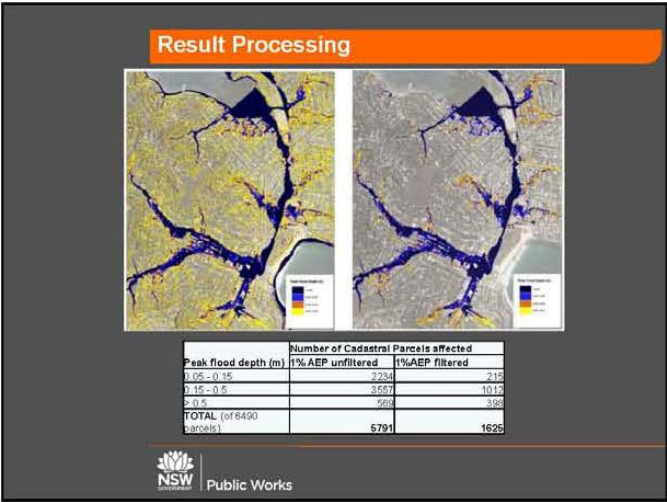 Result Processing
Number of Cadastral Parcels affected
Peak flood depth (m) 1% AEP unfiltered 1%AEP filtered
0.05 - 0.15 2234 215
0.15 - 0.5 3557 1012
> 0.5 569 398
TOTAL (of 6490
parcels) 5791 1625
NSW
GOVERNMENT
Public Works